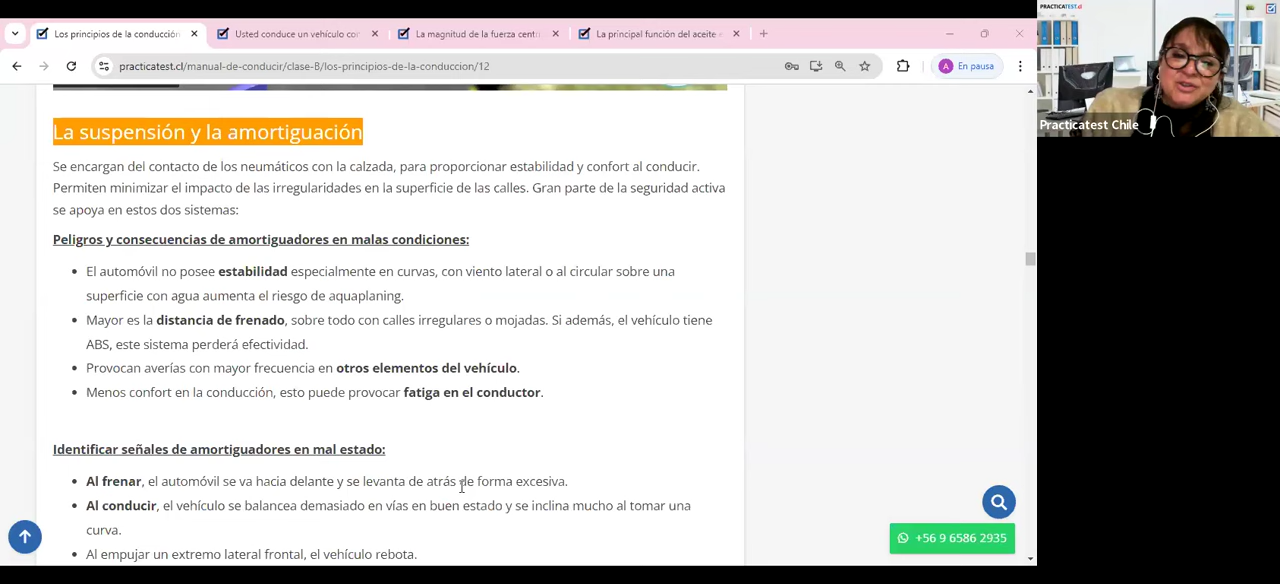 PRACTICATEST.cl
Los principios de la conducción
Usted conduce un vehículo con
La magnitud de la fuerza centrí
La principal función del aceite e
practicatest.cl/manual-de-conducir/clase-B/los-principios-de-la-conduccion/12
A
En pausa
Practicatest Chile
La suspensión y la amortiguación
Se encargan del contacto de los neumáticos con la calzada, para proporcionar estabilidad y confort al conducir.
Permiten minimizar el impacto de las irregularidades en la superficie de las calles. Gran parte de la seguridad activa
se apoya en estos dos sistemas:
Peligros y consecuencias de amortiguadores en malas condiciones:
El automóvil no posee estabilidad especialmente en curvas, con viento lateral o al circular sobre una
superficie con agua aumenta el riesgo de aquaplaning.
Mayor es la distancia de frenado, sobre todo con calles irregulares o mojadas. Si además, el vehículo tiene
ABS, este sistema perderá efectividad.
Provocan averías con mayor frecuencia en otros elementos del vehículo.
Menos confort en la conducción, esto puede provocar fatiga en el conductor.
Identificar señales de amortiguadores en mal estado:
Al frenar, el automóvil se va hacia delante y se levanta de atrás de forma excesiva.
Al conducir, el vehículo se balancea demasiado en vías en buen estado y se inclina mucho al tomar una
curva.
Al empujar un extremo lateral frontal, el vehículo rebota.
+56 9 6586 2935